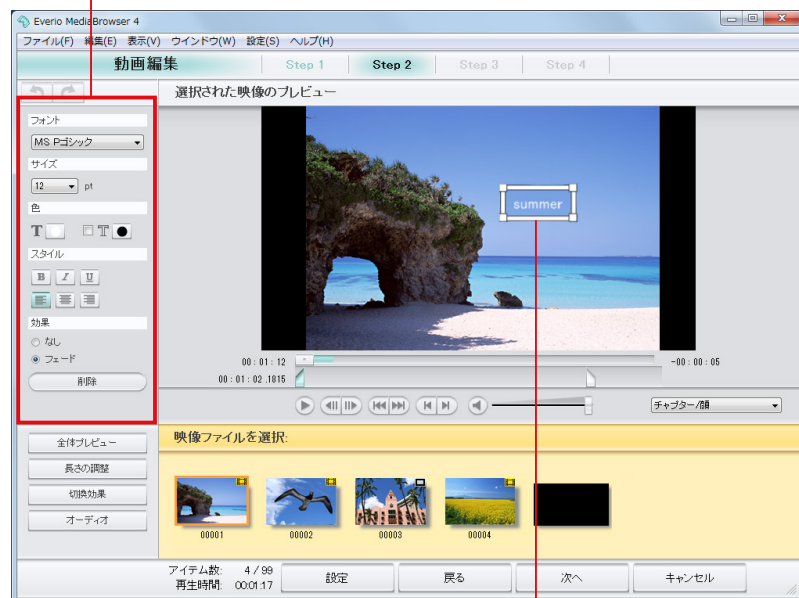 Everio MediaBrowser 4
ファイル(F) 編集(E) 表示(V) ウインドウ(W) 設定(S) ヘルプ(H)
動画編集 Step 1 Step 2 Step 3 Step 4
選択された映像のプレビュー
フォント
MS Pゴシック
サイズ
12 pt
色
T T
スタイル
B I U
効果
なし
フェード
削除
summer
00:01:12 -00:00:05
00:01:02.1815
チャプター/顔
全体プレビュー
長さの調整
切換効果
オーディオ
映像ファイルを選択:
00001 00002 00003 00004
アイテム数: 4/99
再生時間: 00:01:17
設定 戻る 次へ キャンセル